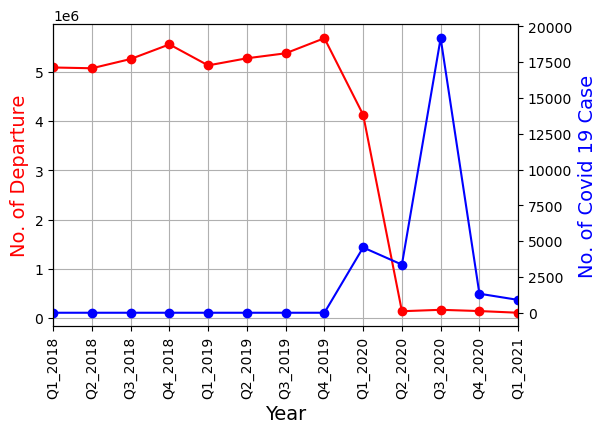 1e6
5
4
3
2
1
0
No. of Departure
20000
17500
15000
12500
10000
7500
5000
2500
0
No. of Covid 19 Case
Q1_2018
Q2_2018
Q3_2018
Q4_2018
Q1_2019
Q2_2019
Q3_2019
Q4_2019
Q1_2020
Q2_2020
Q3_2020
Q4_2020
Q1_2021
Year